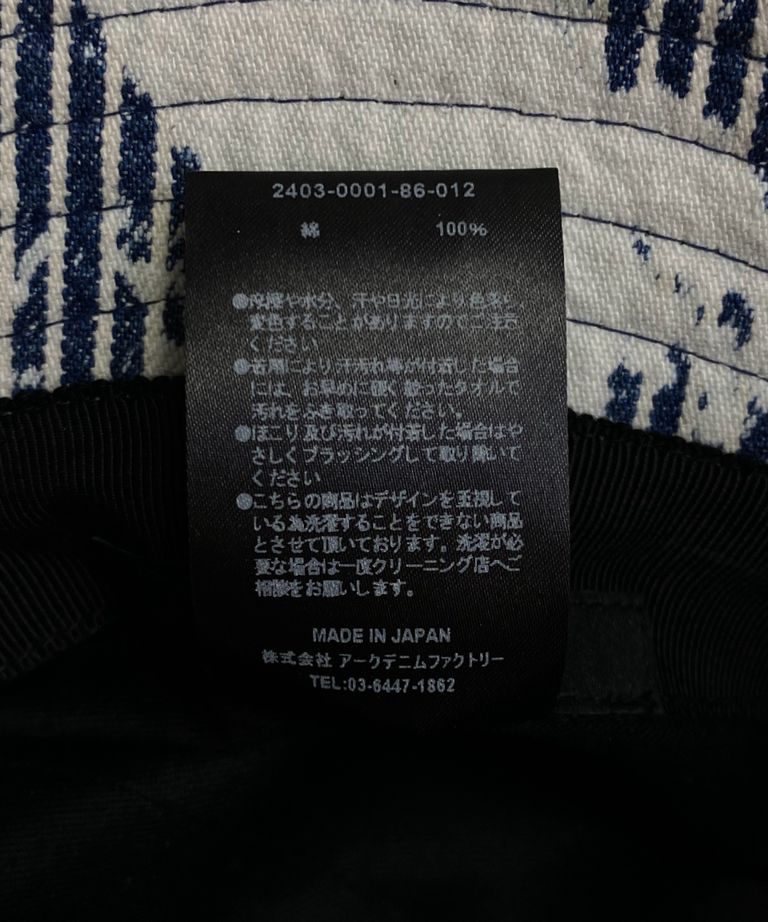 2403-0001-86-012
綿 100%
●摩擦や水分、汗や日光により色落ち、
変色することがありますのでご注意
ください
●着用により汗汚れ等が付着した場合
には、お早めに硬く絞ったタオルで
汚れをふき取ってください。
●ほこり及び汚れが付着した場合はや
さしくブラッシングして取り除いて
ください
●こちらの商品はデザインを重視して
いる為洗濯することをできない商品
とさせて頂いております。洗濯が必
要な場合は一度クリーニング店へご
相談をお願いします。
MADE IN JAPAN
株式会社 アークデニムファクトリー
TEL:03-6447-1862